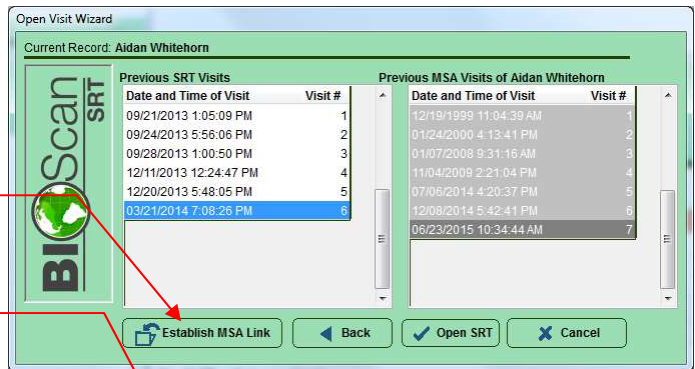 Open Visit Wizard
Current Record: Aidan Whitehorn
BIOScan
SRT
Previous SRT Visits
Date and Time of Visit Visit #
09/21/2013 1:05:09 PM 1
09/24/2013 5:56:06 PM 2
09/28/2013 1:00:50 PM 3
12/11/2013 12:24:47 PM 4
12/20/2013 5:48:05 PM 5
03/21/2014 7:08:26 PM 6
Previous MSA Visits of Aidan Whitehorn
Date and Time of Visit Visit #
12/19/1999 11:04:39 AM 1
01/24/2000 4:13:41 PM 2
01/07/2008 9:31:16 AM 3
11/04/2009 2:21:04 PM 4
07/06/2014 4:20:37 PM 5
12/08/2014 5:42:41 PM 6
06/23/2015 10:34:44 AM 7
Establish MSA Link Back Open SRT Cancel